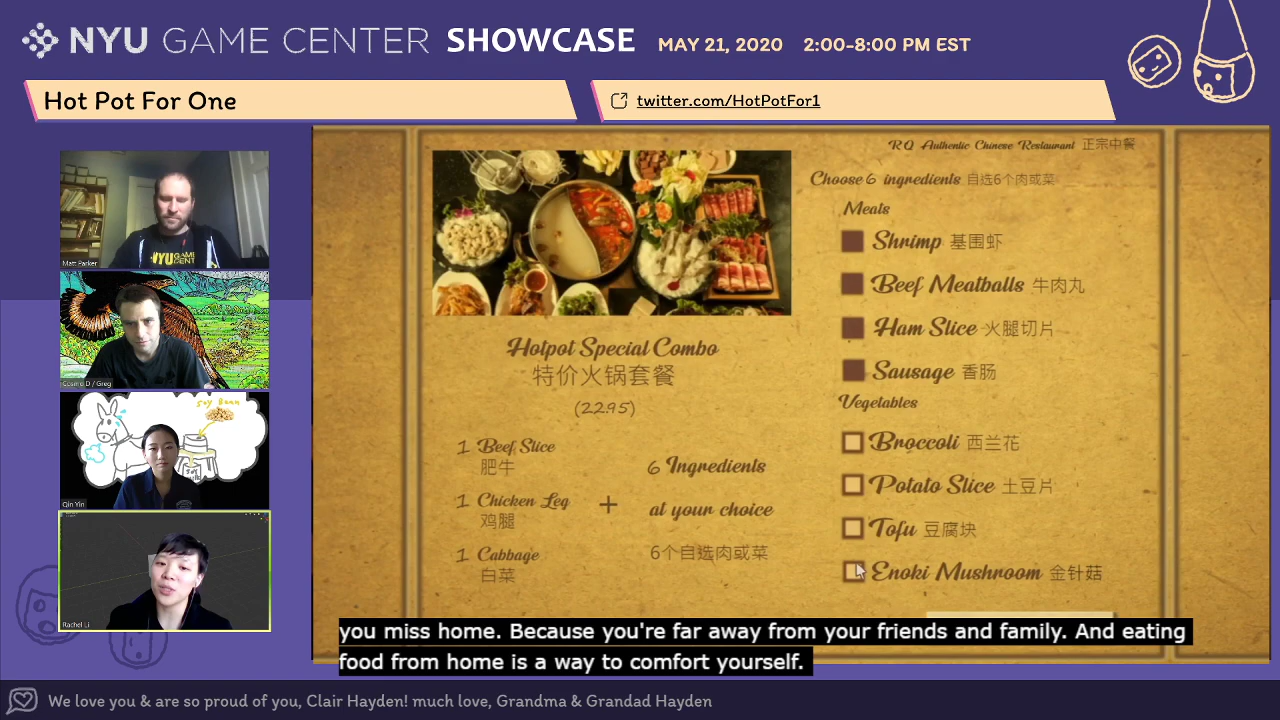 NYU GAME CENTER SHOWCASE MAY 21, 2020 2:00-8:00 PM EST
Hot Pot For One
twitter.com/HotPotFor1
Matt Parker
NYU GAME
CENT
Cosmo D / Greg
Soy Bean
Qin Yin
Rachel Li
RQ Authentic Chinese Restaurant 正宗中餐
Choose 6 ingredients 自选6个肉或菜
Meats
Shrimp 基围虾
Beef Meatballs 牛肉丸
Ham Slice 火腿切片
Sausage 香肠
Vegetables
Broccoli 西兰花
Potato Slice 土豆片
Tofu 豆腐块
Enoki Mushroom 金针菇
Hotpot Special Combo
特价火锅套餐
(22.95)
1 Beef Slice
肥牛
1 Chicken Leg
鸡腿
1 Cabbage
白菜
+
6 Ingredients
at your choice
6个自选肉或菜
you miss home. Because you're far away from your friends and family. And eating
food from home is a way to comfort yourself.
We love you & are so proud of you, Clair Hayden! much love, Grandma & Grandad Hayden